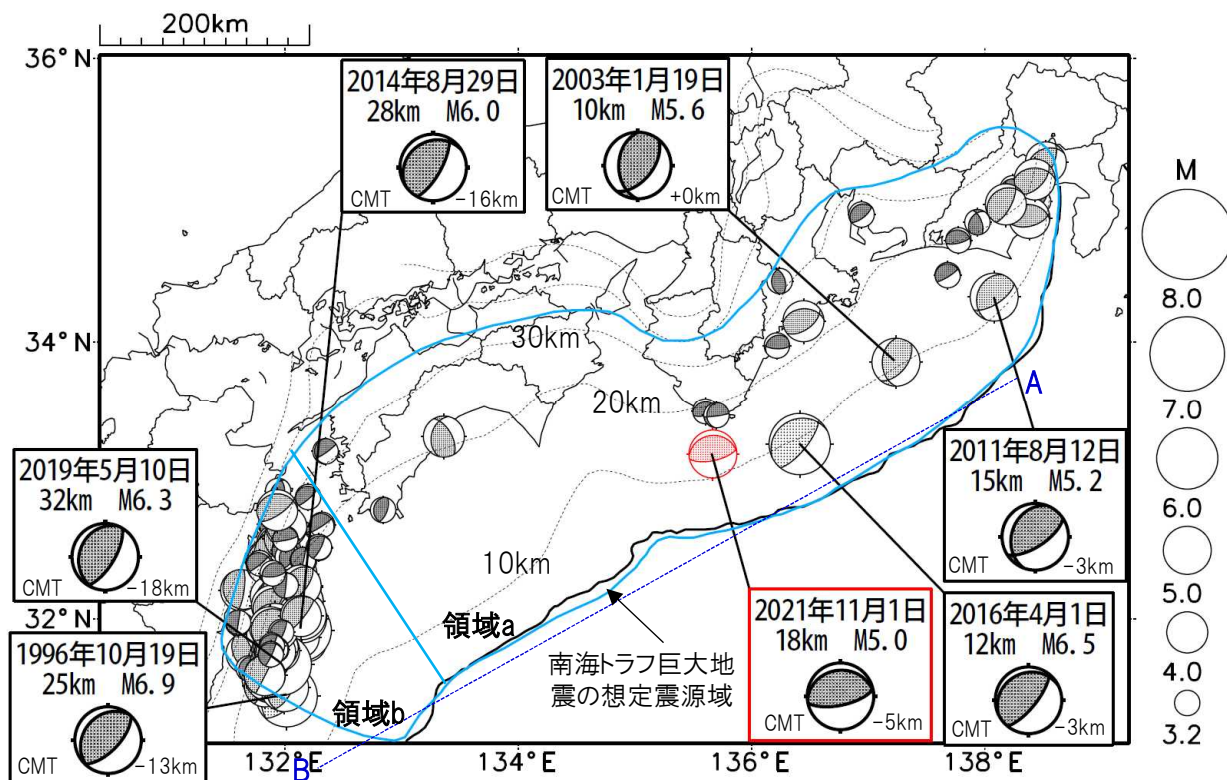 200km
36°N
34°N
32°N
132°E
134°E
136°E
138°E
2014年8月29日
28km M6.0
CMT
-16km
2003年1月19日
10km M5.6
CMT
+0km
M
8.0
7.0
6.0
5.0
4.0
3.2
30km
20km
10km
A
B
2019年5月10日
32km M6.3
CMT
-18km
1996年10月19日
25km M6.9
CMT
-13km
領域a
領域b
南海トラフ巨大地
震の想定震源域
2021年11月1日
18km M5.0
CMT
-5km
2011年8月12日
15km M5.2
CMT
-3km
2016年4月1日
12km M6.5
CMT
-3km